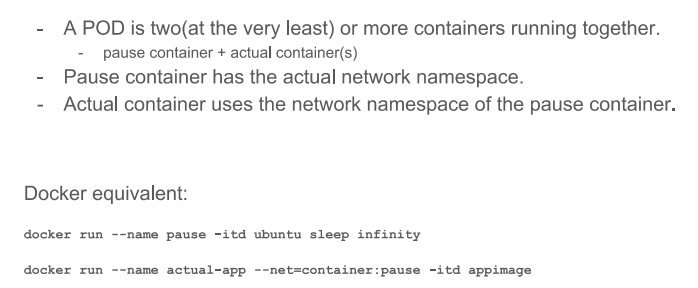 - A POD is two(at the very least) or more containers running together.
- pause container + actual container(s)
- Pause container has the actual network namespace.
- Actual container uses the network namespace of the pause container.
Docker equivalent:
docker run --name pause -itd ubuntu sleep infinity
docker run --name actual-app --net=container:pause -itd appimage